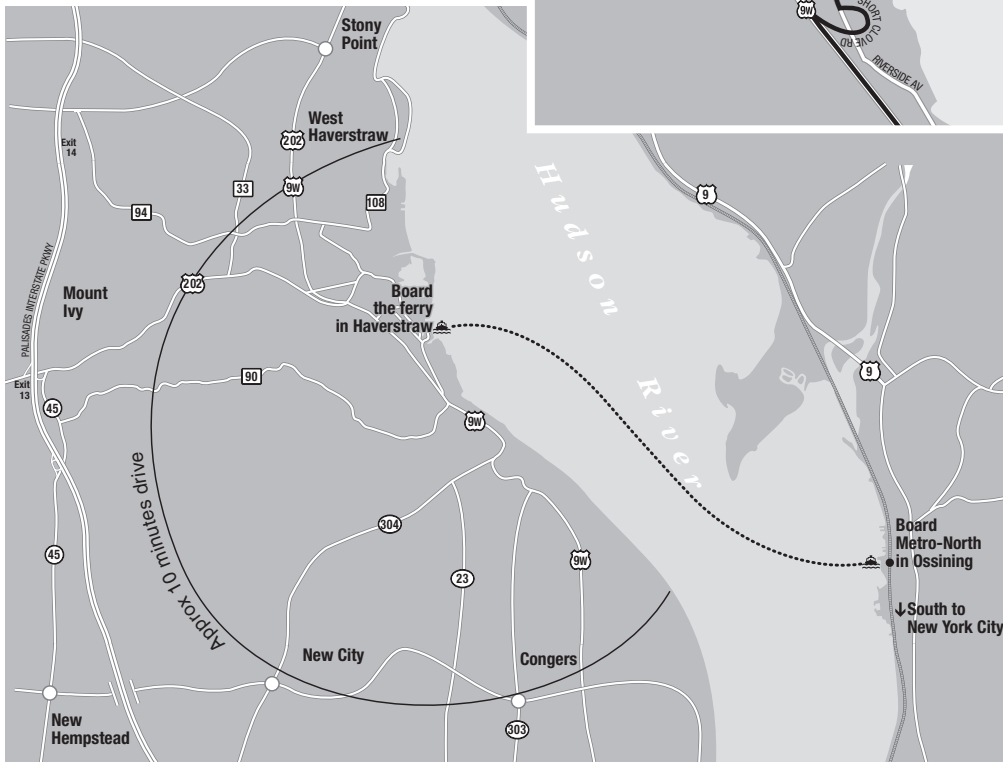 9W
SHORT CLOVE RD
RIVERSIDE AV
Stony
Point
West
Haverstraw
202
Exit
14
33
9W
108
94
9
Hudson
River
PALISADES INTERSTATE PKWY
Mount
Ivy
202
Board
the ferry
in Haverstraw
90
9
Exit
13
45
9W
Approx 10 minutes drive
304
45
23
9W
Board
Metro-North
in Ossining
↓South to
New York City
New City
Congers
New
Hempstead
303